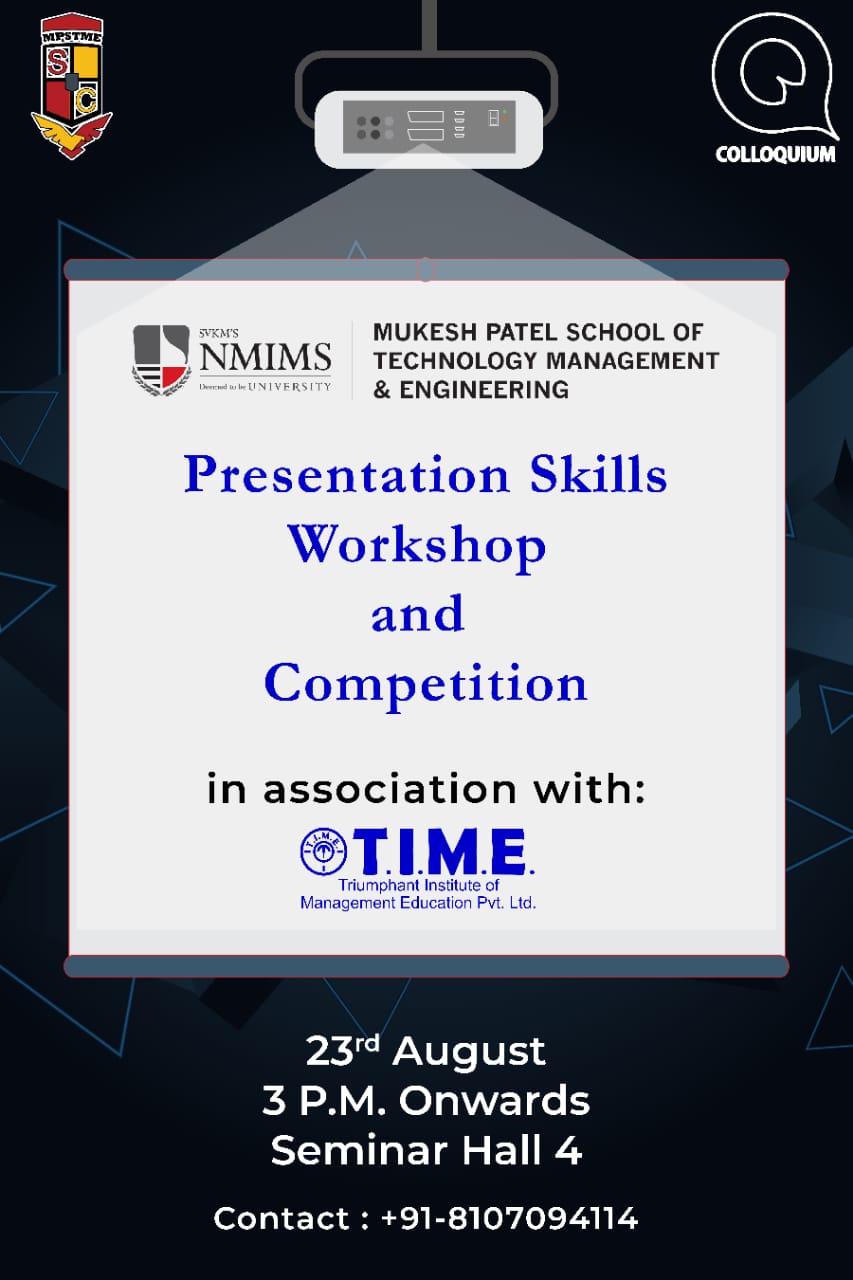 MPSTME
S
C
COLLOQUIUM
SVKM'S
NMIMS
Deemed to be UNIVERSITY
MUKESH PATEL SCHOOL OF
TECHNOLOGY MANAGEMENT
& ENGINEERING
Presentation Skills
Workshop
and
Competition
in association with:
T.I.M.E.
T.I.M.E.
Triumphant Institute of
Management Education Pvt. Ltd.
23rd August
3 P.M. Onwards
Seminar Hall 4
Contact : +91-8107094114